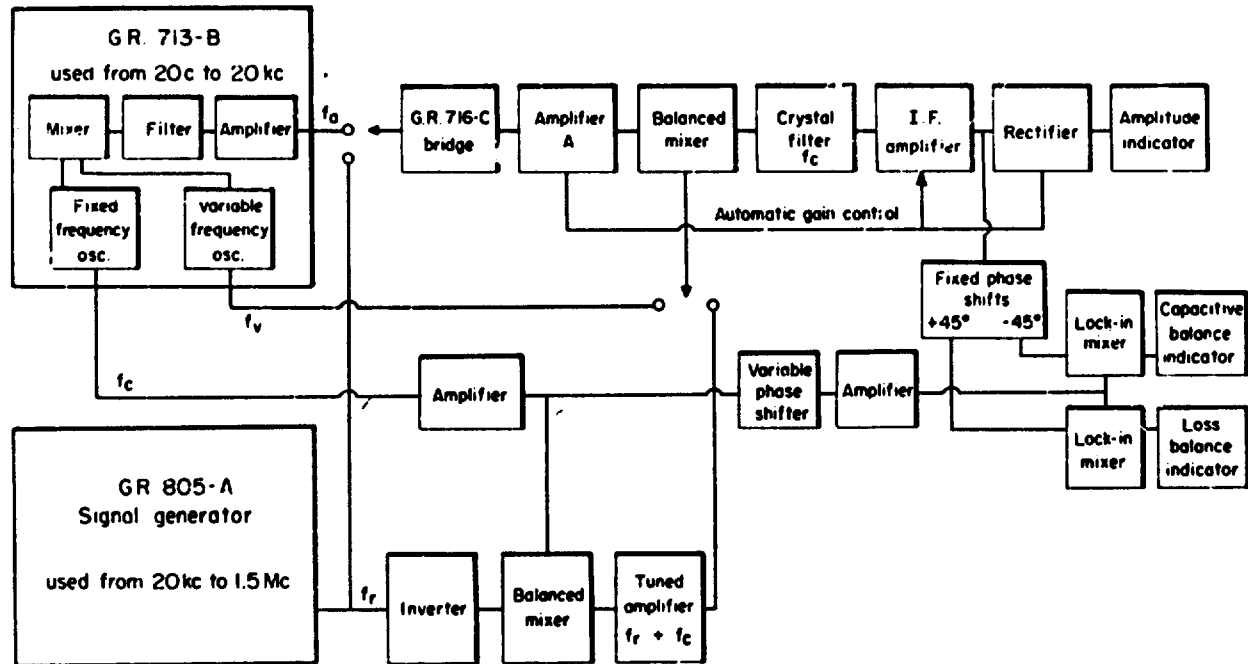 G.R. 713-B
used from 20c to 20kc
Mixer
Filter
Amplifier
Fixed
frequency
osc.
variable
frequency
osc.
fa
G.R. 716-C
bridge
Amplifier
A
Balanced
mixer
Crystal
filter
fc
I.F.
amplifier
Rectifier
Amplitude
indicator
Automatic gain control
Fixed phase
shifts
+45° -45°
Lock-in
mixer
Capacitive
balance
indicator
fv
fc
Amplifier
Variable
phase
shifter
Amplifier
Lock-in
mixer
Loss
balance
indicator
GR 805-A
Signal generator
used from 20kc to 1.5Mc
fr
Inverter
Balanced
mixer
Tuned
amplifier
fr + fc